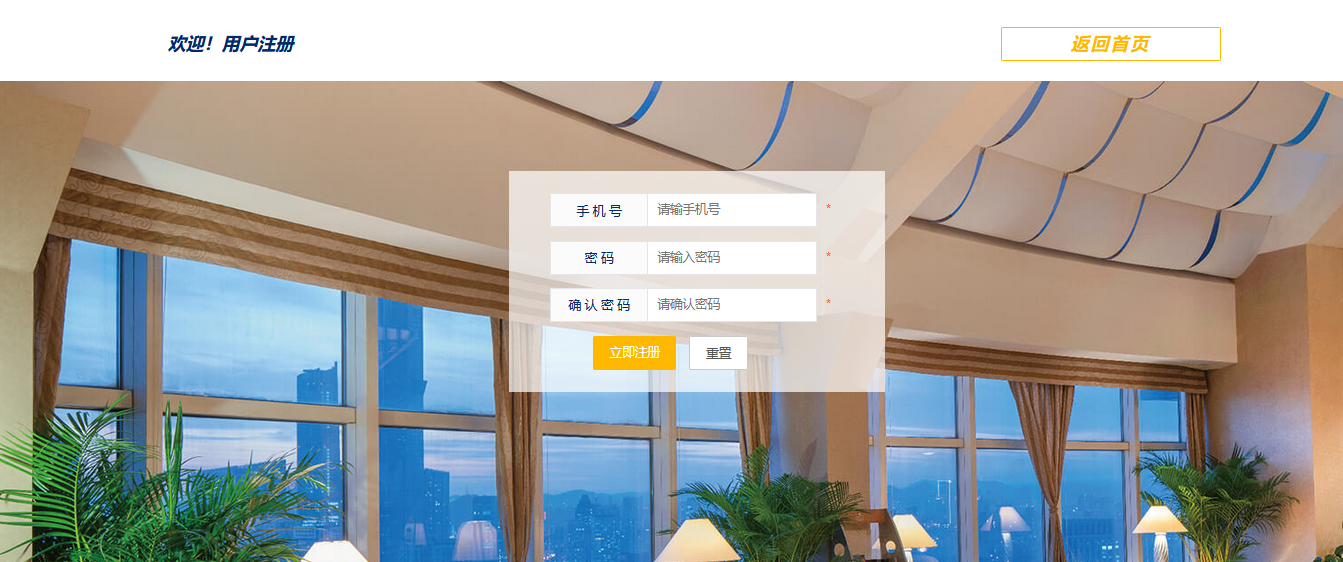 欢迎！用户注册
返回首页
手机号 请输手机号 *
密码 请输入密码 *
确认密码 请确认密码 *
立即注册 重置